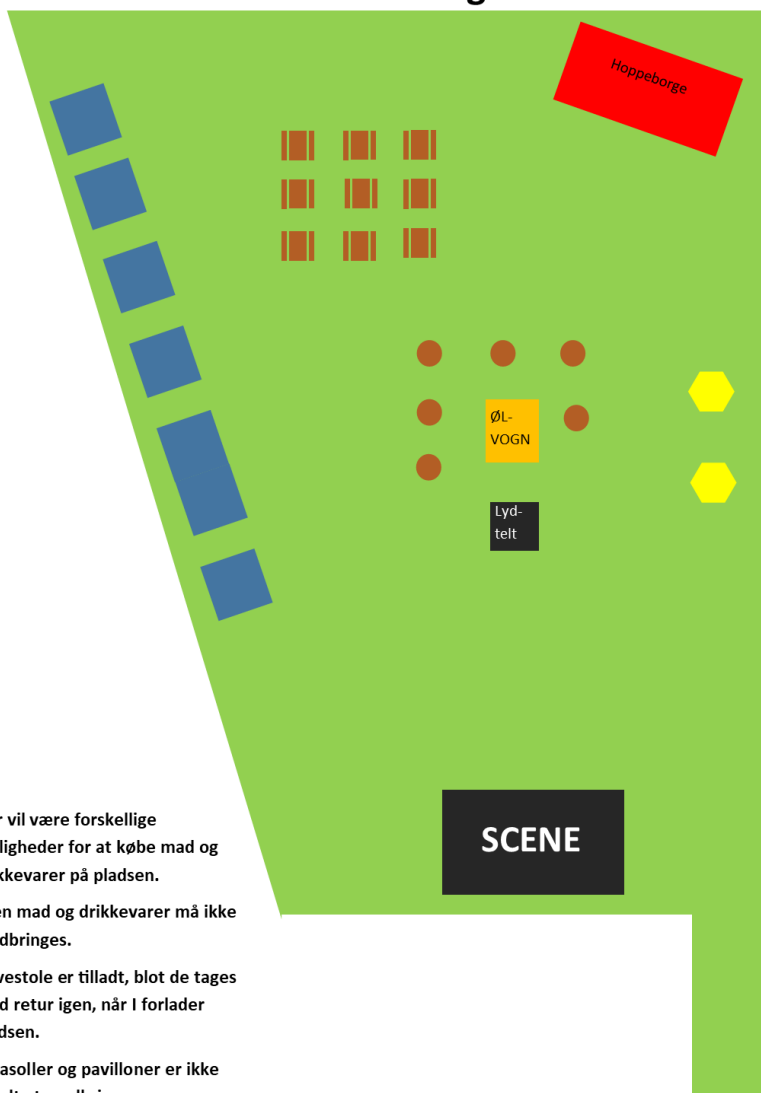 g
Hoppeborge
ØL-
VOGN
Lyd-
telt
SCENE
r vil være forskellige
ligheder for at købe mad og
kkevarer på pladsen.
en mad og drikkevarer må ikke
dbringes.
vestole er tilladt, blot de tages
d retur igen, når I forlader
dsen.
asoller og pavilloner er ikke